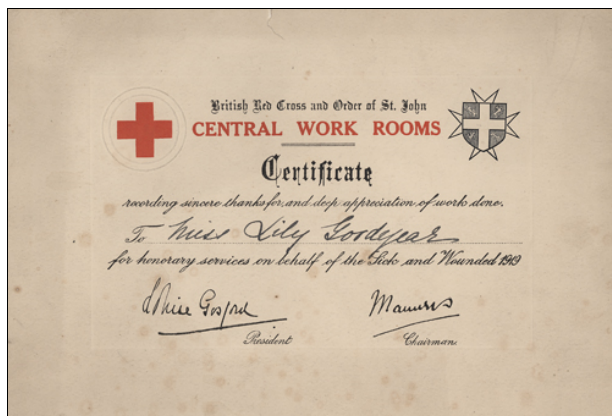 British Red Cross and Order of St. John
CENTRAL WORK ROOMS
Certificate
recording sincere thanks for, and deep appreciation of work done.
To Miss Lily Goodyear
for honorary services on behalf of the Sick and Wounded 1919
Louise Gosford
President
Chairman